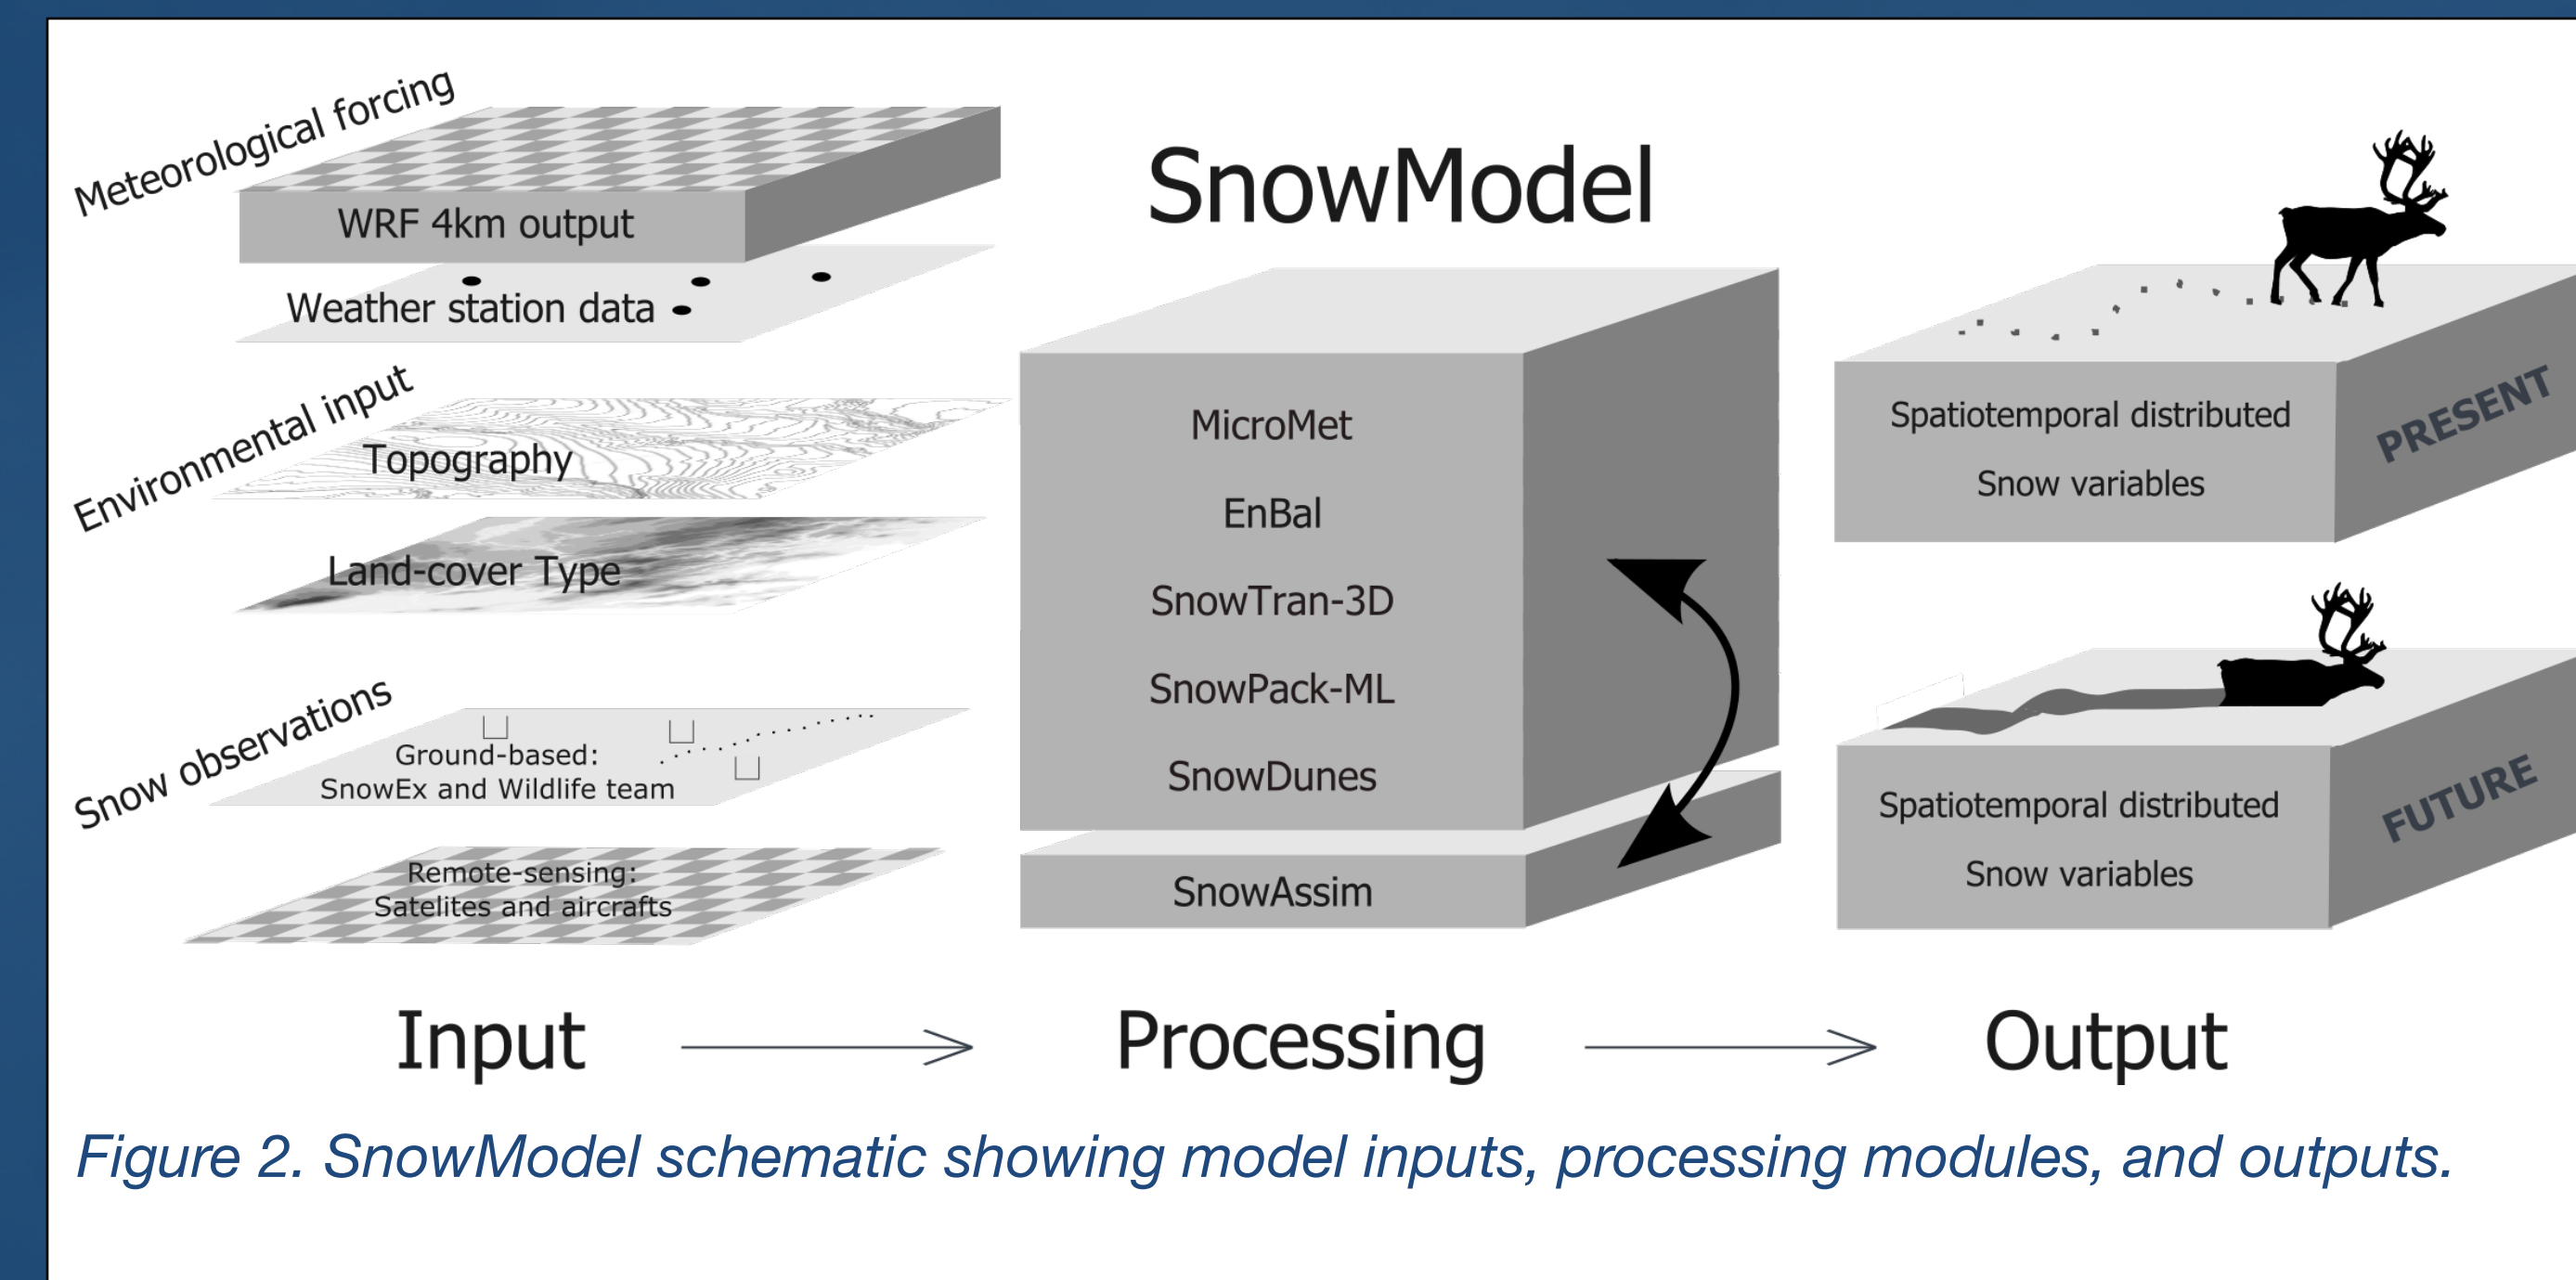 Meteorological forcing
WRF 4km output
Weather station data
Environmental input
Topography
Land-cover Type
Snow observations
Ground-based:
SnowEx and Wildlife team
Remote-sensing:
Satelites and aircrafts
SnowModel
MicroMet
EnBal
SnowTran-3D
SnowPack-ML
SnowDunes
SnowAssim
Spatiotemporal distributed
Snow variables
PRESENT
Spatiotemporal distributed
Snow variables
FUTURE
Input
Processing
Output
Figure 2. SnowModel schematic showing model inputs, processing modules, and outputs.